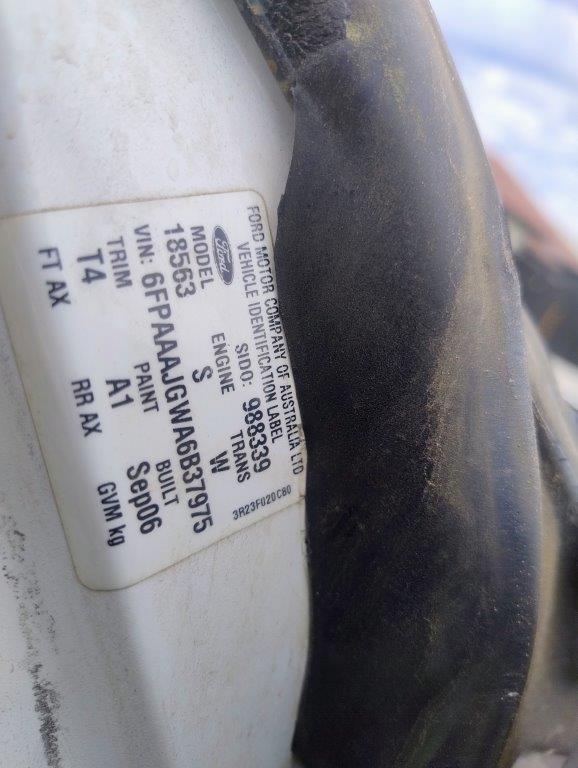 FORD MOTOR COMPANY OF AUSTRALIA LTD
VEHICLE IDENTIFICATION LABEL
Ford
SIDO: 988339
MODEL ENGINE TRANS
18563 S W
VIN: 6FPAAAJGWA6B37975
TRIM PAINT BUILT
T4 A1 Sep06
FT AX RR AX GVM kg
3R23F020C80